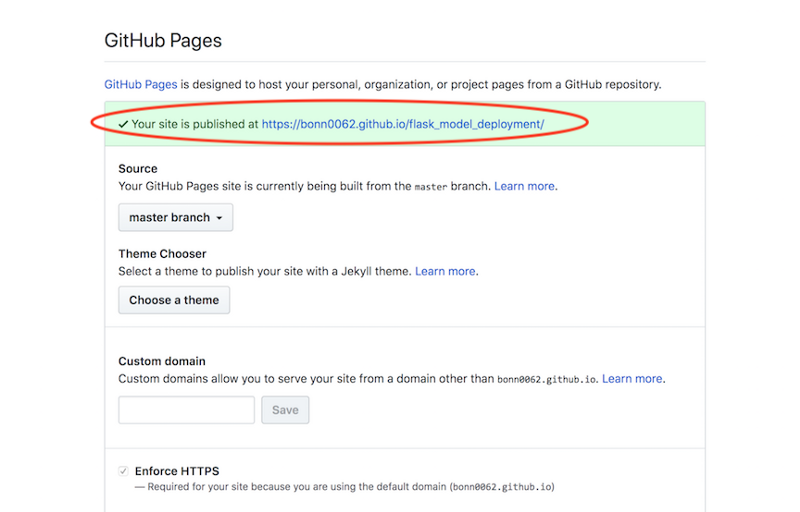 GitHub Pages
GitHub Pages is designed to host your personal, organization, or project pages from a GitHub repository.
Your site is published at https://bonn0062.github.io/flask_model_deployment/
Source
Your GitHub Pages site is currently being built from the master branch. Learn more.
master branch
Theme Chooser
Select a theme to publish your site with a Jekyll theme. Learn more.
Choose a theme
Custom domain
Custom domains allow you to serve your site from a domain other than bonn0062.github.io. Learn more.
Save
Enforce HTTPS
— Required for your site because you are using the default domain (bonn0062.github.io)